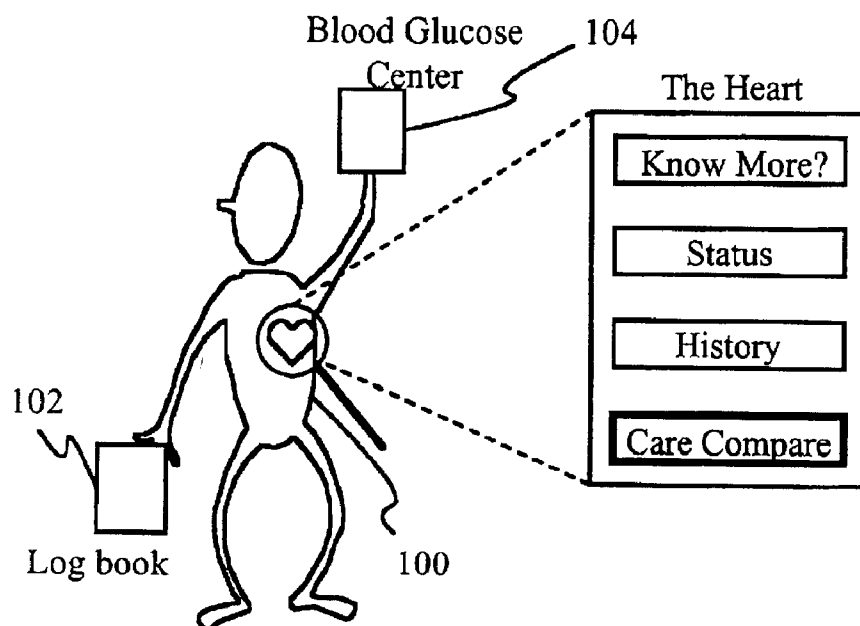 Blood Glucose
Center
104
The Heart
Know More?
Status
History
Care Compare
102
Log book
100